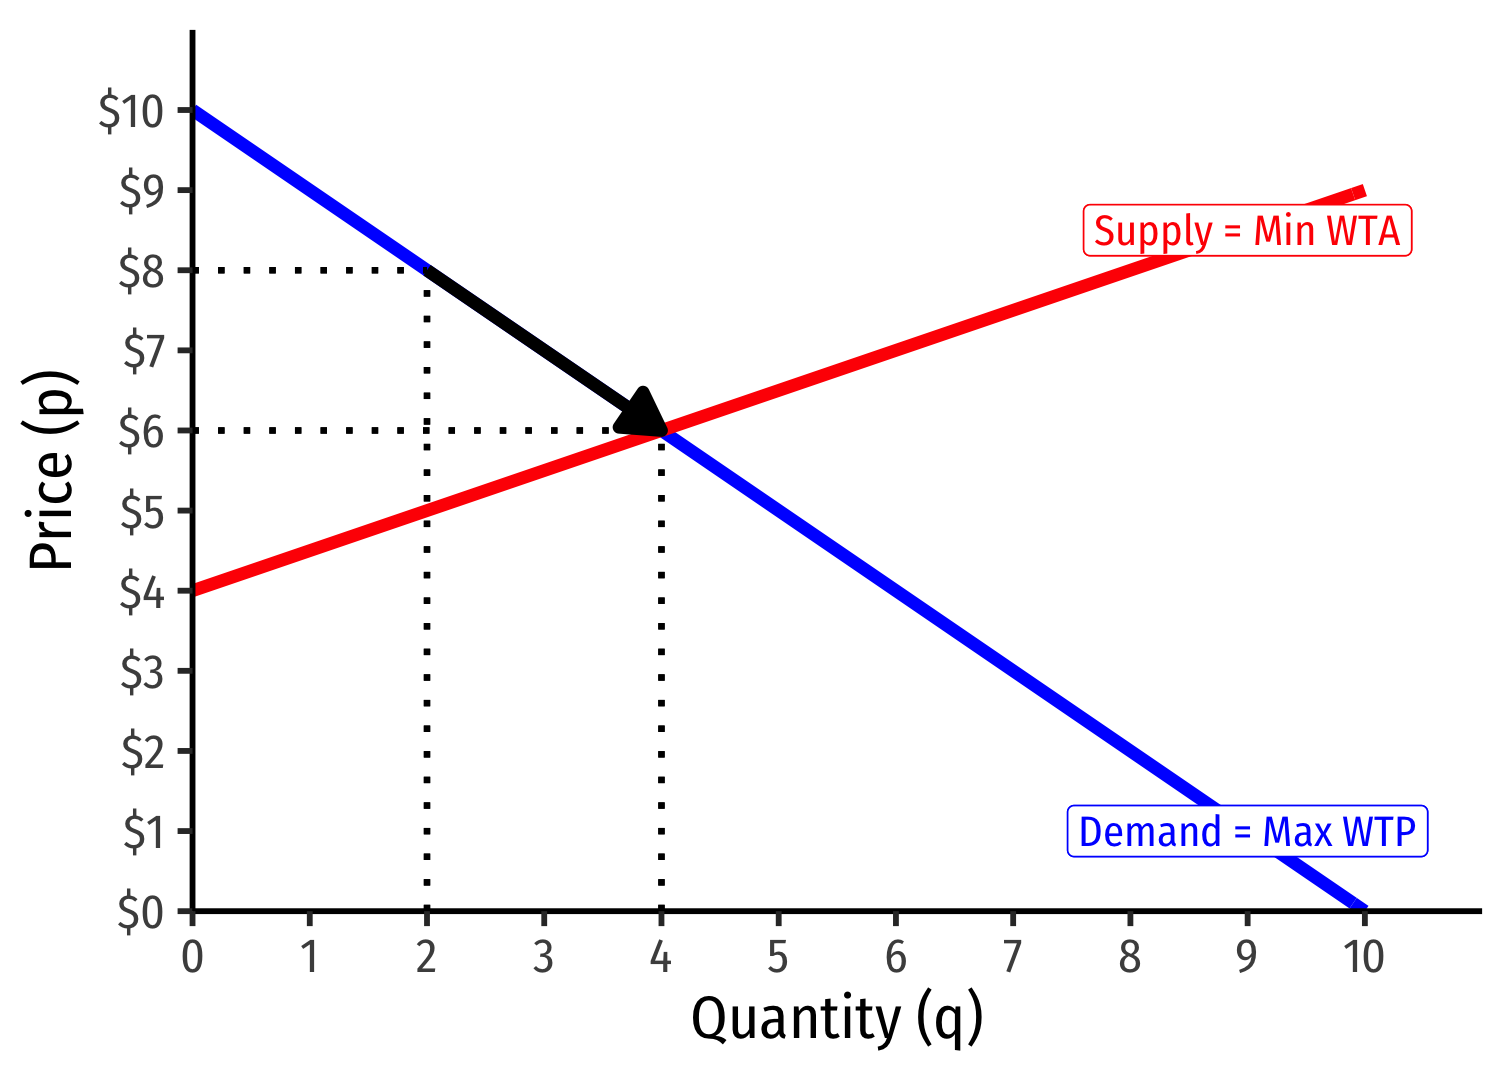 $10
$9
$8
$7
$6
$5
$4
$3
$2
$1
$0
Price (p)
Supply = Min WTA
Demand = Max WTP
0 1 2 3 4 5 6 7 8 9 10
Quantity (q)